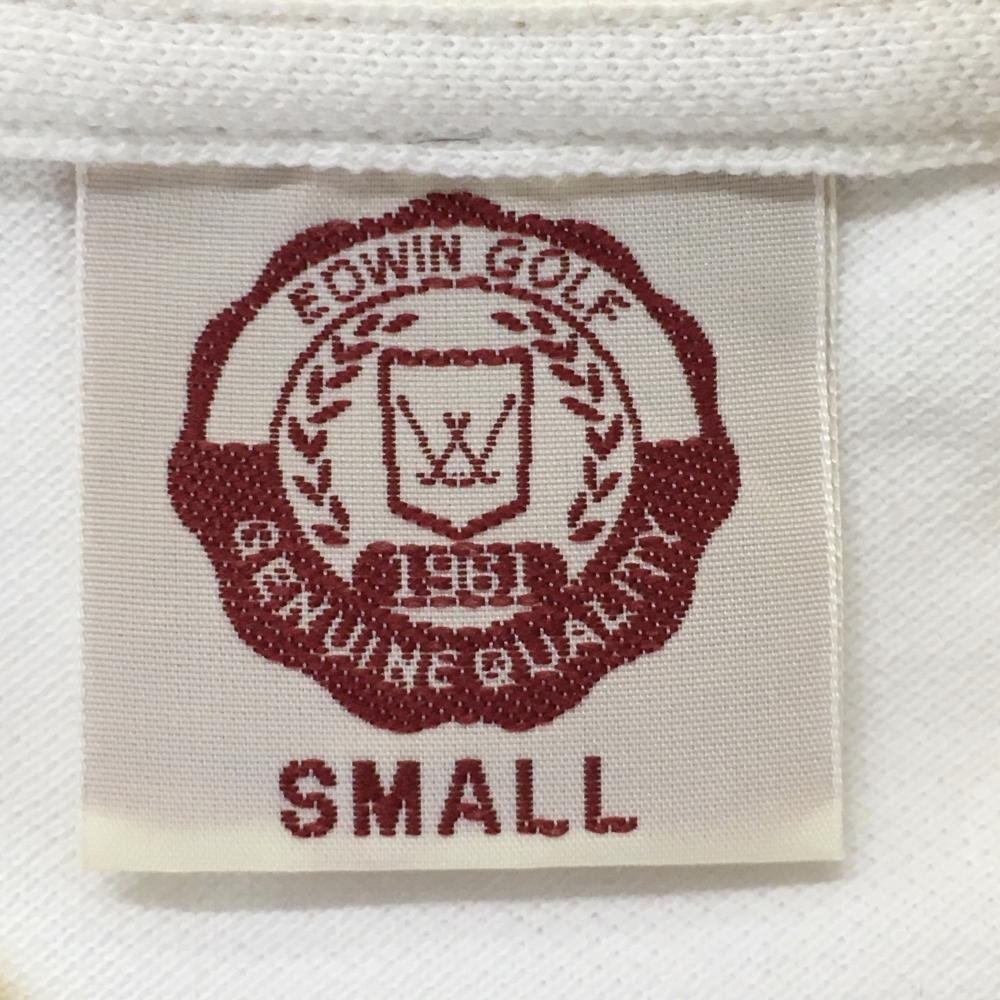 EDWIN GOLF
1961
GENUINE QUALITY
SMALL